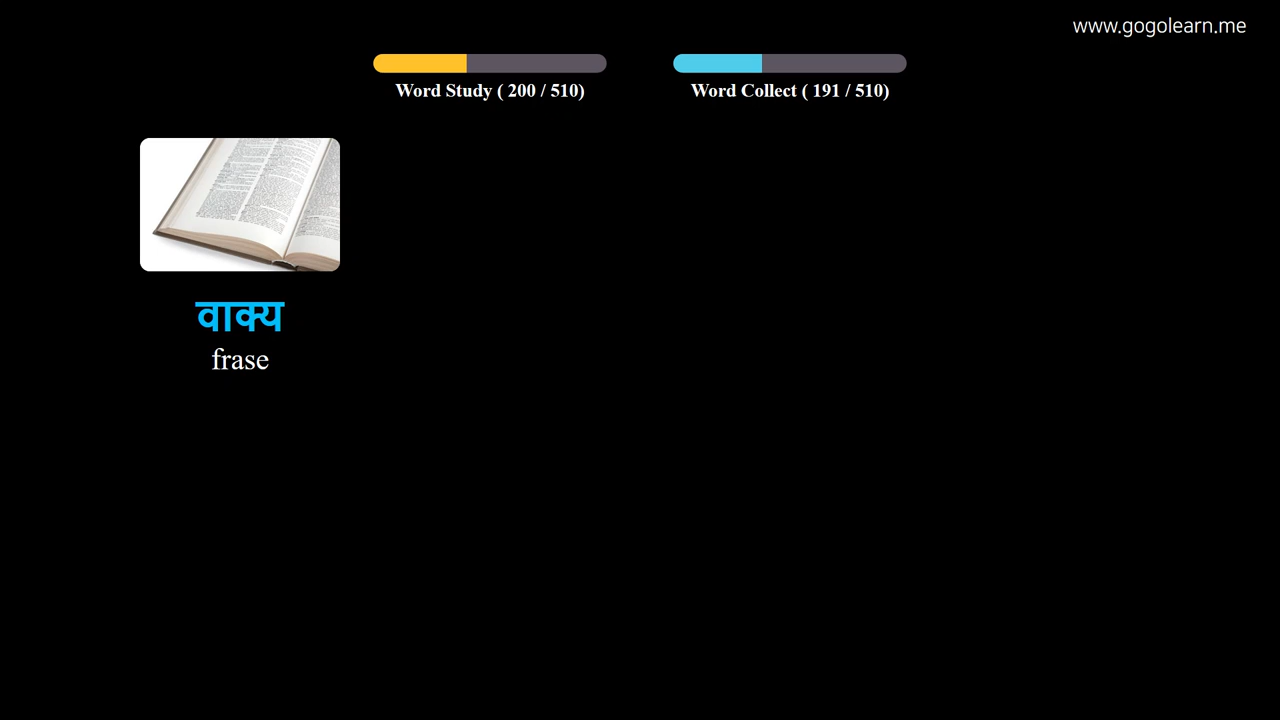 www.gogolearn.me
Word Study ( 200 / 510)
Word Collect ( 191 / 510)
वाक्य
frase